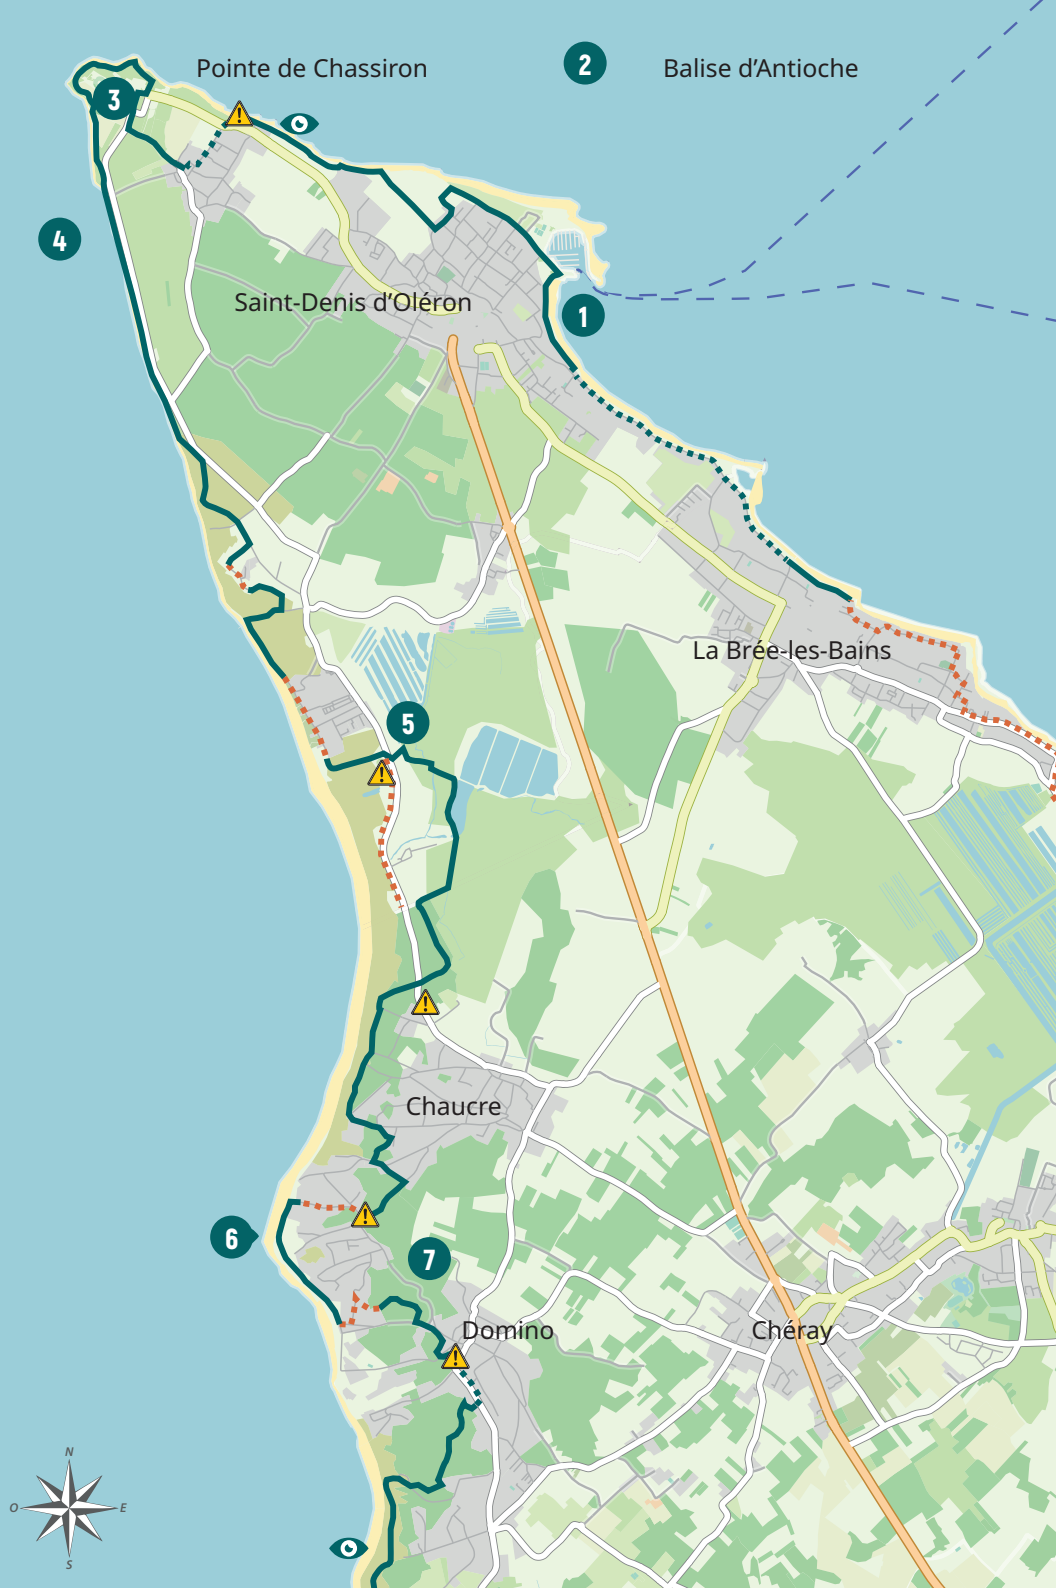 Pointe de Chassiron
2
Balise d’Antioche
3
4
Saint-Denis d’Oléron
1
La Brée-les-Bains
5
Chaucre
6
7
Domino
Chéray
N
O
E
S